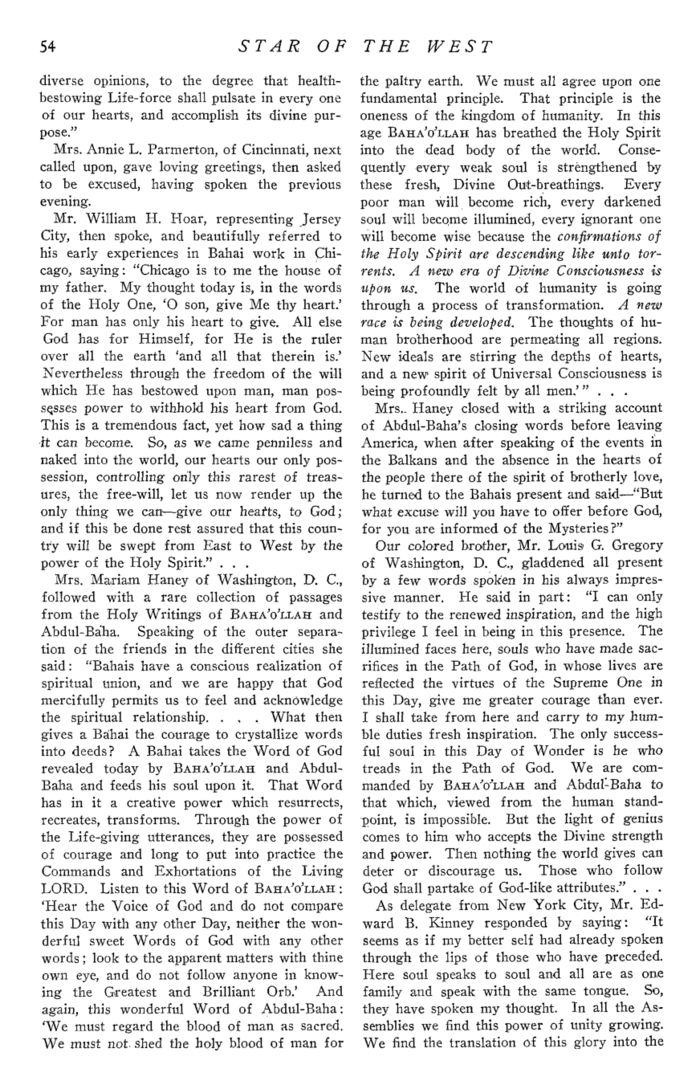 54
STAR OF THE WEST
diverse opinions, to the degree that health-
bestowing Life-force shall pulsate in every one
of our hearts, and accomplish its divine pur-
pose."
Mrs. Annie L. Parmerton, of Cincinnati, next
called upon, gave loving greetings, then asked
to be excused, having spoken the previous
evening.
Mr. William H. Hoar, representing Jersey
City, then spoke, and beautifully referred to
his early experiences in Bahai work in Chi-
cago, saying: "Chicago is to me the house of
my father. My thought today is, in the words
of the Holy One, 'O son, give Me thy heart.'
For man has only his heart to give. All else
God has for Himself, for He is the ruler
over all the earth 'and all that therein is.'
Nevertheless through the freedom of the will
which He has bestowed upon man, man pos-
sesses power to withhold his heart from God.
This is a tremendous fact, yet how sad a thing
it can become. So, as we came penniless and
naked into the world, our hearts our only pos-
session, controlling only this rarest of treas-
ures, the free-will, let us now render up the
only thing we can—give our hearts, to God;
and if this be done rest assured that this coun-
try will be swept from East to West by the
power of the Holy Spirit." . . .
Mrs. Mariam Haney of Washington, D. C.,
followed with a rare collection of passages
from the Holy Writings of BAHA'O'LLAH and
Abdul-Baha. Speaking of the outer separa-
tion of the friends in the different cities she
said: "Bahais have a conscious realization of
spiritual union, and we are happy that God
mercifully permits us to feel and acknowledge
the spiritual relationship. . . . What then
gives a Bahai the courage to crystallize words
into deeds? A Bahai takes the Word of God
revealed today by BAHA'O'LLAH and Abdul-
Baha and feeds his soul upon it. That Word
has in it a creative power which resurrects,
recreates, transforms. Through the power of
the Life-giving utterances, they are possessed
of courage and long to put into practice the
Commands and Exhortations of the Living
LORD. Listen to this Word of BAHA'O'LLAH:
'Hear the Voice of God and do not compare
this Day with any other Day, neither the won-
derful sweet Words of God with any other
words; look to the apparent matters with thine
own eye, and do not follow anyone in know-
ing the Greatest and Brilliant Orb.' And
again, this wonderful Word of Abdul-Baha:
'We must regard the blood of man as sacred.
We must not shed the holy blood of man for
the paltry earth. We must all agree upon one
fundamental principle. That principle is the
oneness of the kingdom of humanity. In this
age BAHA'O'LLAH has breathed the Holy Spirit
into the dead body of the world. Conse-
quently every weak soul is strengthened by
these fresh, Divine Out-breathings. Every
poor man will become rich, every darkened
soul will become illumined, every ignorant one
will become wise because the confirmations of
the Holy Spirit are descending like unto tor-
rents. A new era of Divine Consciousness is
upon us. The world of humanity is going
through a process of transformation. A new
race is being developed. The thoughts of hu-
man brotherhood are permeating all regions.
New ideals are stirring the depths of hearts,
and a new spirit of Universal Consciousness is
being profoundly felt by all men.'" . . .
Mrs. Haney closed with a striking account
of Abdul-Baha's closing words before leaving
America, when after speaking of the events in
the Balkans and the absence in the hearts of
the people there of the spirit of brotherly love,
he turned to the Bahais present and said—"But
what excuse will you have to offer before God,
for you are informed of the Mysteries?"
Our colored brother, Mr. Louis G. Gregory
of Washington, D. C., gladdened all present
by a few words spoken in his always impres-
sive manner. He said in part: "I can only
testify to the renewed inspiration, and the high
privilege I feel in being in this presence. The
illumined faces here, souls who have made sac-
rifices in the Path of God, in whose lives are
reflected the virtues of the Supreme One in
this Day, give me greater courage than ever.
I shall take from here and carry to my hum-
ble duties fresh inspiration. The only success-
ful soul in this Day of Wonder is he who
treads in the Path of God. We are com-
manded by BAHA'O'LLAH and Abdul-Baha to
that which, viewed from the human stand-
point, is impossible. But the light of genius
comes to him who accepts the Divine strength
and power. Then nothing the world gives can
deter or discourage us. Those who follow
God shall partake of God-like attributes." . . .
As delegate from New York City, Mr. Ed-
ward B. Kinney responded by saying: "It
seems as if my better self had already spoken
through the lips of those who have preceded.
Here soul speaks to soul and all are as one
family and speak with the same tongue. So,
they have spoken my thought. In all the As-
semblies we find this power of unity growing.
We find the translation of this glory into the